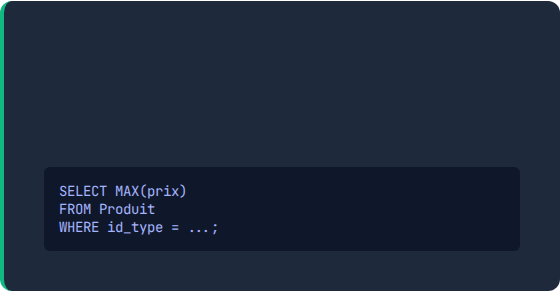 SELECT MAX(prix)
FROM Produit
WHERE id_type = ...;